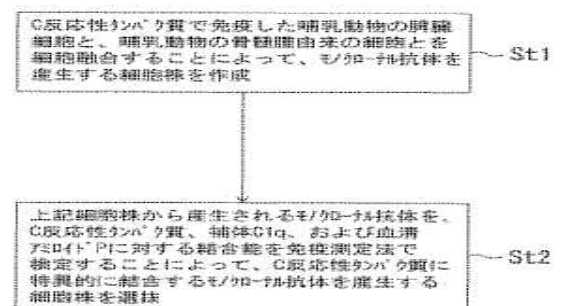 C反応性ﾀﾝﾊﾟｸ質で免疫した哺乳動物の脾臓
細胞と、哺乳動物の骨髄腫由来の細胞とを
細胞融合することによって、ﾓﾉｸﾛｰﾅﾙ抗体を
産生する細胞株を作成
St1
上記細胞株から産生されるﾓﾉｸﾛｰﾅﾙ抗体を、
C反応性ﾀﾝﾊﾟｸ質、補体C1q、および血清
ｱﾐﾛｲﾄﾞPに対する結合能を免疫測定法で
検定することによって、C反応性ﾀﾝﾊﾟｸ質に
特異的に結合するﾓﾉｸﾛｰﾅﾙ抗体を産生する
細胞株を選抜
St2